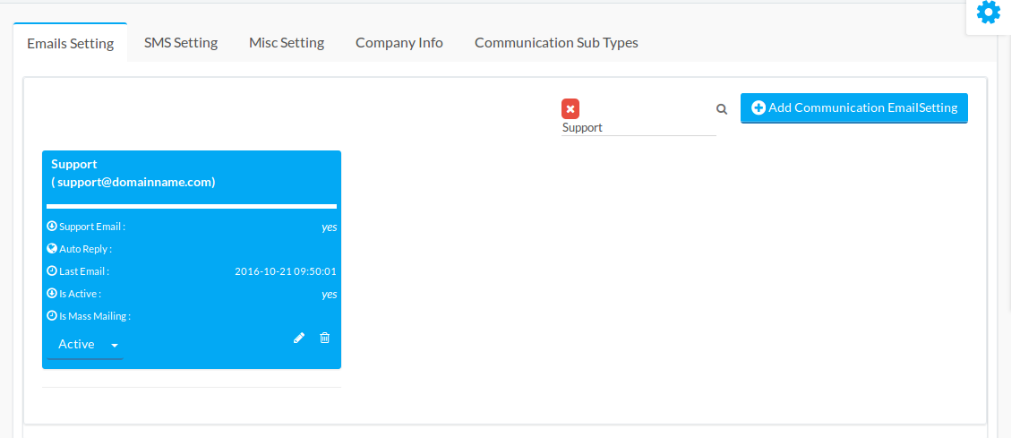 Emails Setting SMS Setting Misc Setting Company Info Communication Sub Types
Support
Add Communication EmailSetting
Support
( support@domainname.com)
Support Email : yes
Auto Reply :
Last Email : 2016-10-21 09:50:01
Is Active : yes
Is Mass Mailing :
Active